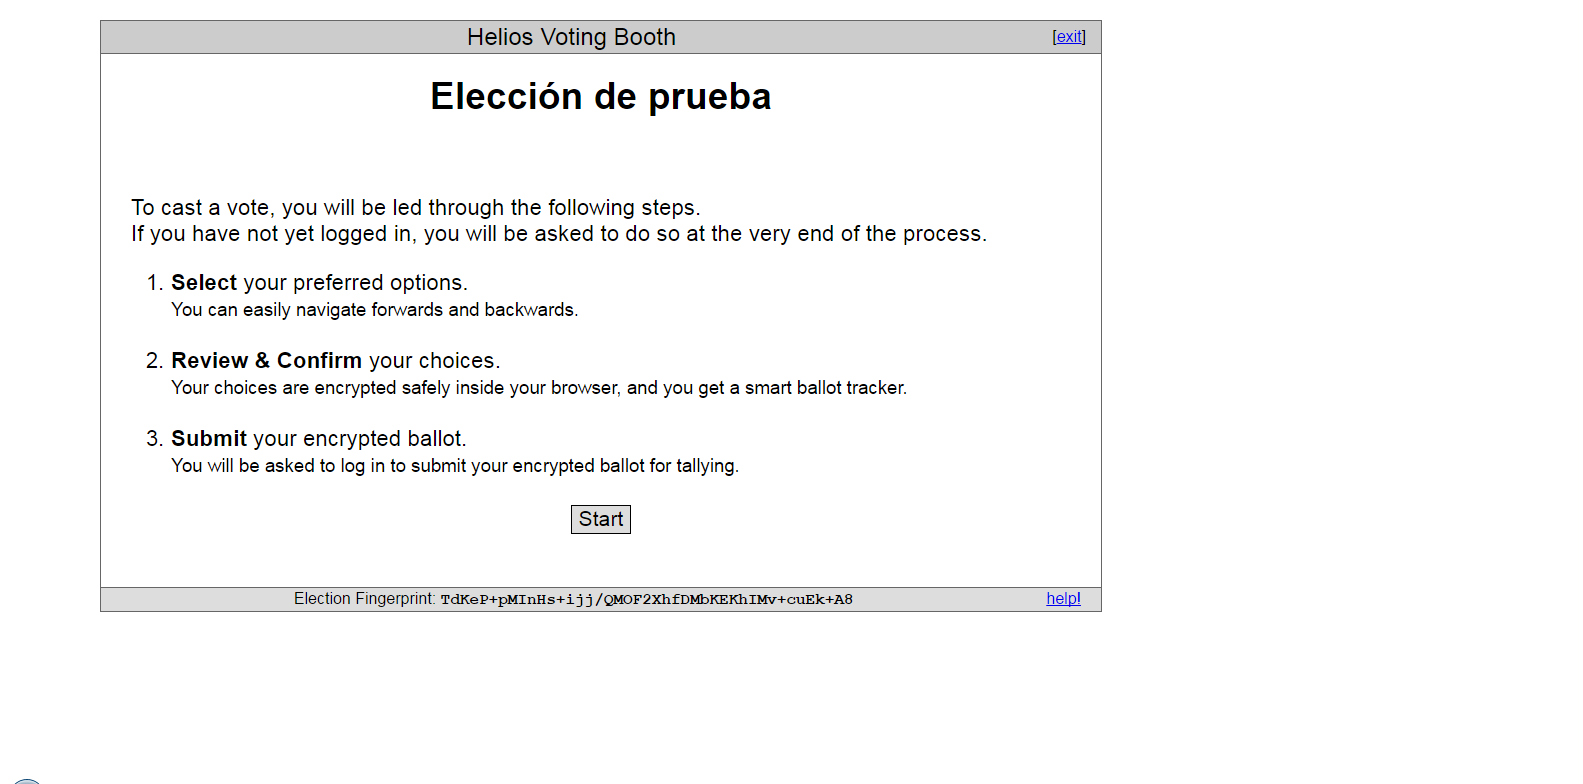 Helios Voting Booth
[exit]
Elección de prueba
To cast a vote, you will be led through the following steps.
If you have not yet logged in, you will be asked to do so at the very end of the process.
1. Select your preferred options.
You can easily navigate forwards and backwards.
2. Review & Confirm your choices.
Your choices are encrypted safely inside your browser, and you get a smart ballot tracker.
3. Submit your encrypted ballot.
You will be asked to log in to submit your encrypted ballot for tallying.
Start
Election Fingerprint: TdKeP+pMInHs+ijj/QMOF2XhfDMbKEKhIMv+cuEk+A8
help!